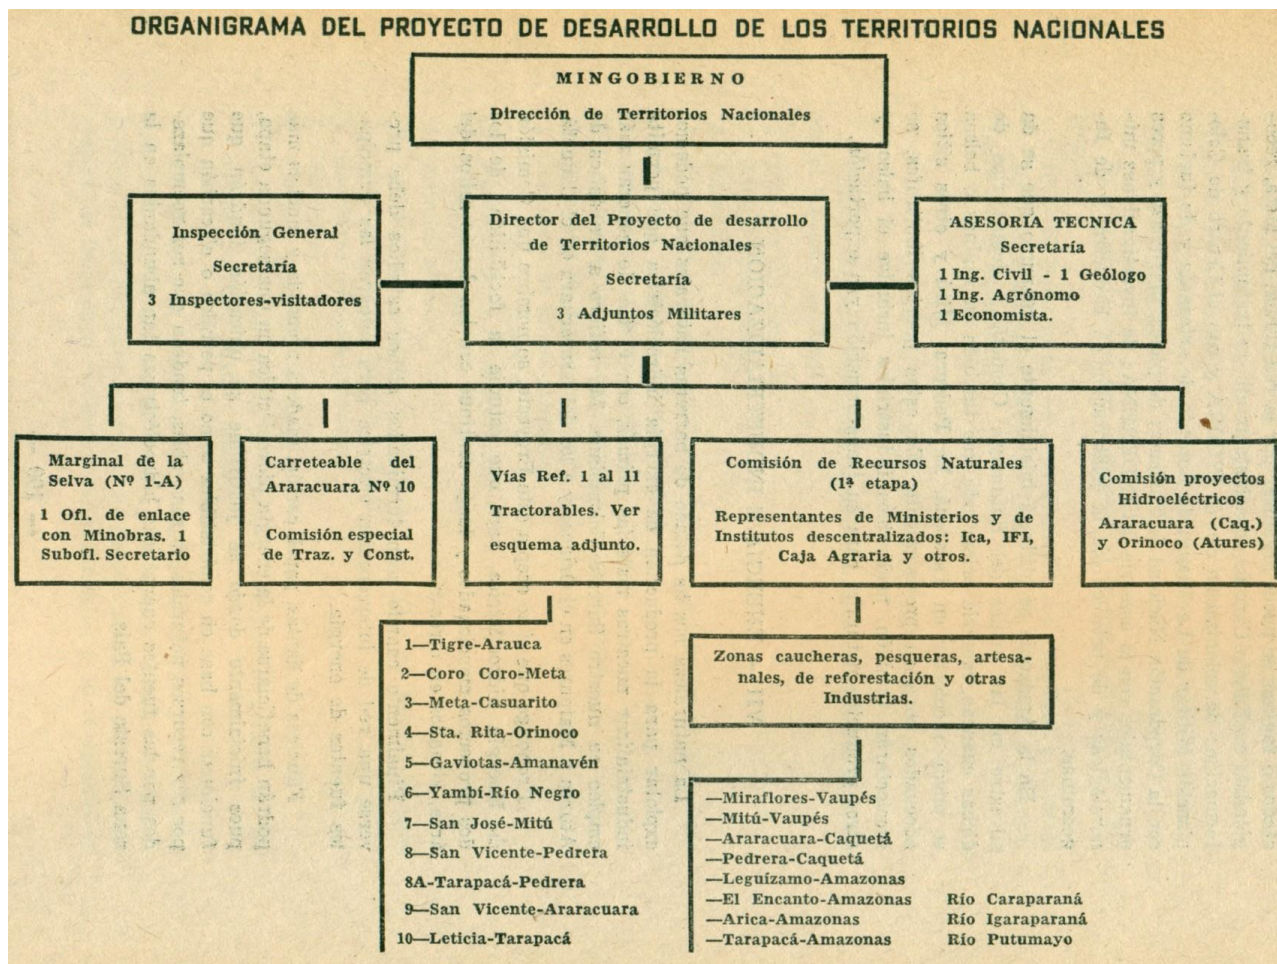 ORGANIGRAMA DEL PROYECTO DE DESARROLLO DE LOS TERRITORIOS NACIONALES
MINGOBIERNO
Dirección de Territorios Nacionales
Inspección General
Secretaría
3 Inspectores-visitadores
Director del Proyecto de desarrollo
de Territorios Nacionales
Secretaría
3 Adjuntos Militares
ASESORIA TECNICA
Secretaría
1 Ing. Civil - 1 Geólogo
1 Ing. Agrónomo
1 Economista.
Marginal de la
Selva (Nº 1-A)
1 Ofl. de enlace
con Minobras. 1
Subofl. Secretario
Carreteable del
Araracuara Nº 10
Comisión especial
de Traz. y Const.
Vías Ref. 1 al 11
Tractorables. Ver
esquema adjunto.
Comisión de Recursos Naturales
(1ª etapa)
Representantes de Ministerios y de
Institutos descentralizados: Ica, IFI,
Caja Agraria y otros.
Comisión proyectos
Hidroeléctricos
Araracuara (Caq.)
y Orinoco (Atures)
1—Tigre-Arauca
2—Coro Coro-Meta
3—Meta-Casuarito
4—Sta. Rita-Orinoco
5—Gaviotas-Amanavén
6—Yambí-Río Negro
7—San José-Mitú
8—San Vicente-Pedrera
8A-Tarapacá-Pedrera
9—San Vicente-Araracuara
10—Leticia-Tarapacá
Zonas caucheras, pesqueras, artesa-
nales, de reforestación y otras
Industrias.
—Miraflores-Vaupés
—Mitú-Vaupés
—Araracuara-Caquetá
—Pedrera-Caquetá
—Leguízamo-Amazonas
—El Encanto-Amazonas Río Caraparaná
—Arica-Amazonas Río Igaraparaná
—Tarapacá-Amazonas Río Putumayo